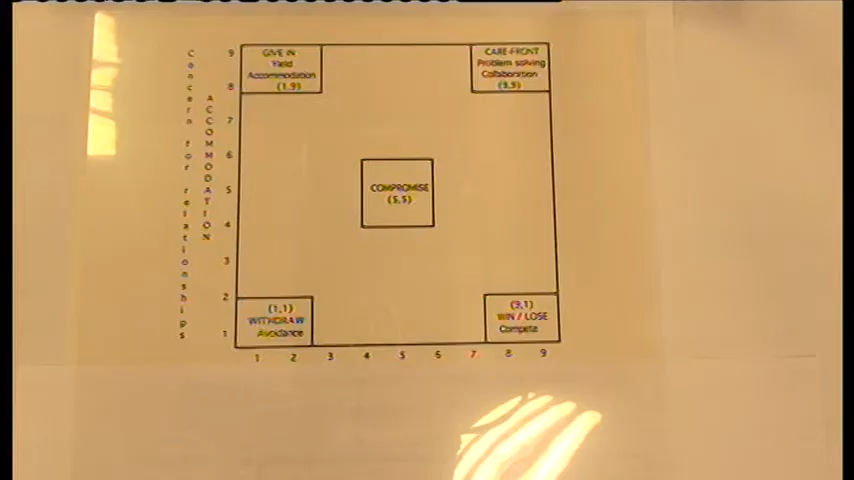 Concern for relationships
ACCOMMODATION
9
8
7
6
5
4
3
2
1
GIVE IN
Yield
Accommodation
(1,9)
CARE-FRONT
Problem solving
Collaboration
(9,9)
COMPROMISE
(5,5)
(1,1)
WITHDRAW
Avoidance
(9,1)
WIN / LOSE
Compete
1 2 3 4 5 6 7 8 9